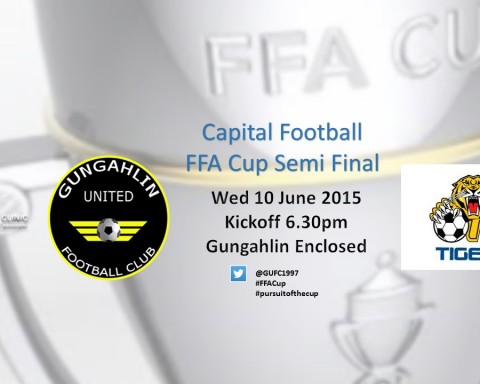 FFA CU
Capital Football
FFA Cup Semi Final
Wed 10 June 2015
Kickoff 6.30pm
Gungahlin Enclosed
GUNGAHLIN
UNITED
FOOTBALL CLUB
TIGE
@GUFC1997
#FFACup
#pursuitofthecup